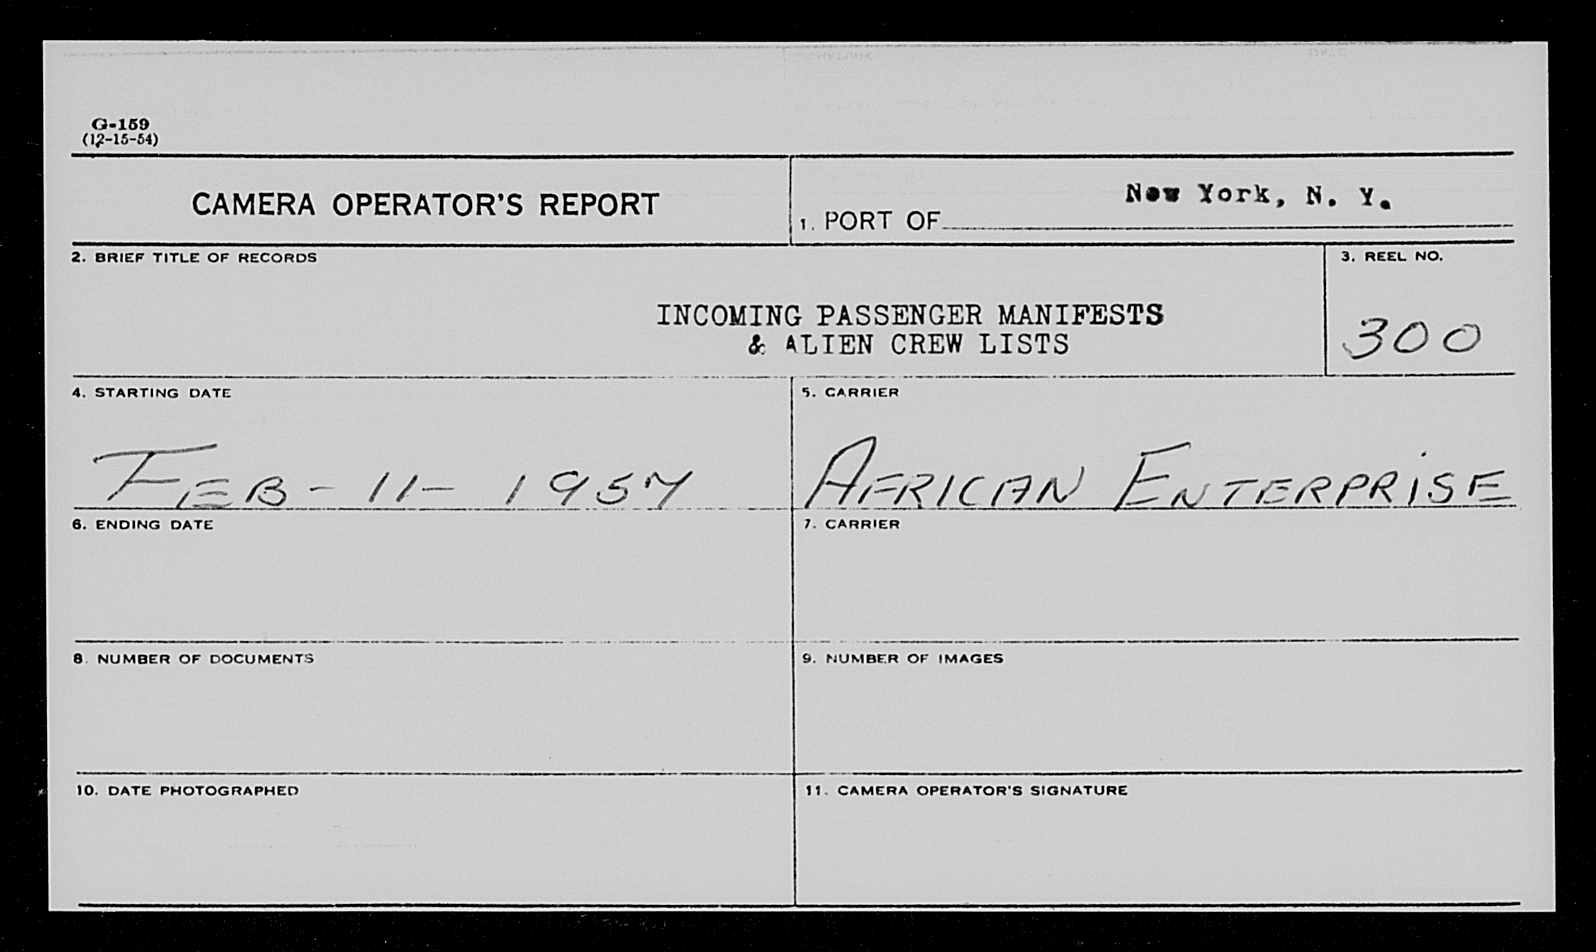 G-159
(12-15-54)
CAMERA OPERATOR'S REPORT
1. PORT OF New York, N. Y.
2. BRIEF TITLE OF RECORDS
INCOMING PASSENGER MANIFESTS
& ALIEN CREW LISTS
3. REEL NO.
300
4. STARTING DATE
FEB - 11 - 1957
5. CARRIER
AFRICAN ENTERPRISE
6. ENDING DATE
7. CARRIER
8. NUMBER OF DOCUMENTS
9. NUMBER OF IMAGES
10. DATE PHOTOGRAPHED
11. CAMERA OPERATOR'S SIGNATURE